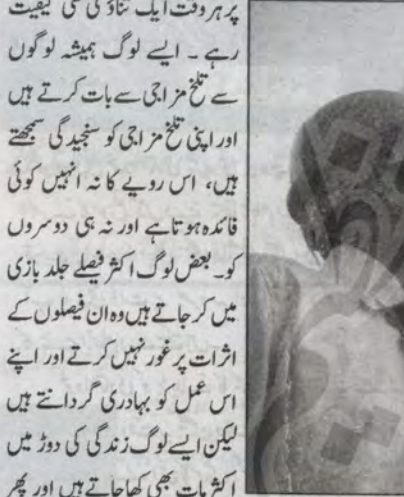 پر ہر وقت ایک تناؤ کی سی کیفیت
رہے ۔ ایسے لوگ ہمیشہ لوگوں
سے تلخ مزاجی سے بات کرتے ہیں
اور اپنی تلخ مزاجی کو سنجیدگی سمجھتے
ہیں، اس رویے کا نہ انہیں کوئی
فائدہ ہوتا ہے اور نہ ہی دوسروں
کو۔ بعض لوگ اکثر فیصلے جلد بازی
میں کر جاتے ہیں وہ ان فیصلوں کے
اثرات پر غور نہیں کرتے اور اپنے
اس عمل کو بہادری گردانتے ہیں
لیکن ایسے لوگ زندگی کی دوڑ میں
اکثر مات بھی کھا جاتے ہیں اور پھر